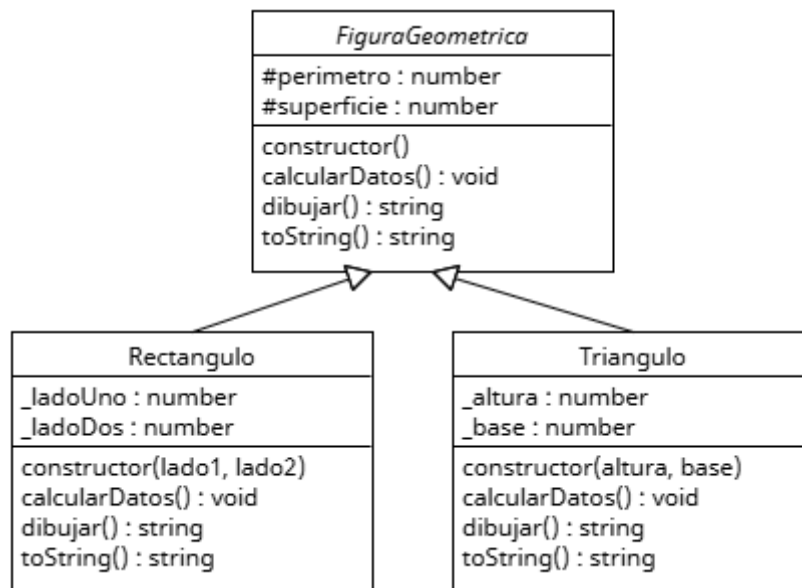 FiguraGeometrica
#perimetro : number
#superficie : number
constructor()
calcularDatos() : void
dibujar() : string
toString() : string
Rectangulo
_ladoUno : number
_ladoDos : number
constructor(lado1, lado2)
calcularDatos() : void
dibujar() : string
toString() : string
Triangulo
_altura : number
_base : number
constructor(altura, base)
calcularDatos() : void
dibujar() : string
toString() : string